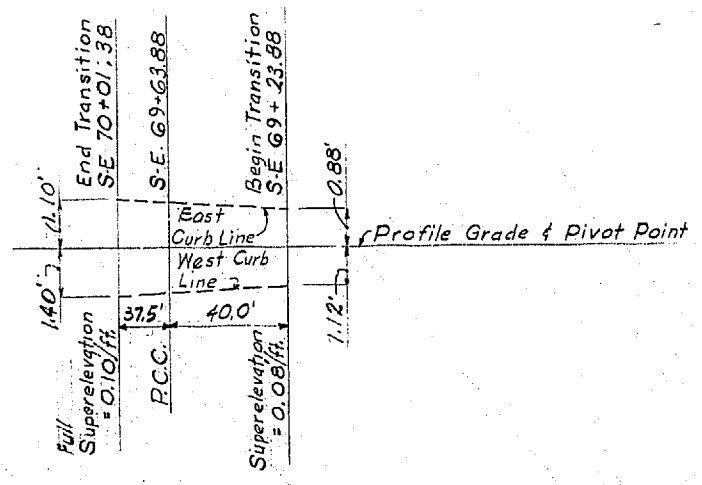 End Transition
S-E 70+01.38
S-E. 69+63.88
Begin Transition
S-E 69+23.88
1.10'
0.88'
East
Curb Line
Profile Grade & Pivot Point
West Curb
Line
1.40'
37.5'
40.0'
1.12'
Full
Superelevation
= 0.10/ft.
P.C.C.
Superelevation
= 0.08/ft.